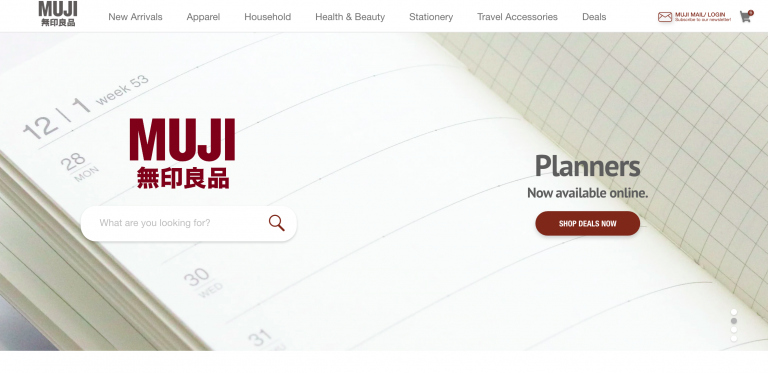 MUJI
無印良品
New Arrivals
Apparel
Household
Health & Beauty
Stationery
Travel Accessories
Deals
MUJI MAIL/ LOGIN
Subscribe to our newsletter!
12 | 1 week 53
28
MON
MUJI
無印良品
What are you looking for?
Planners
Now available online.
SHOP DEALS NOW
30
WED
31